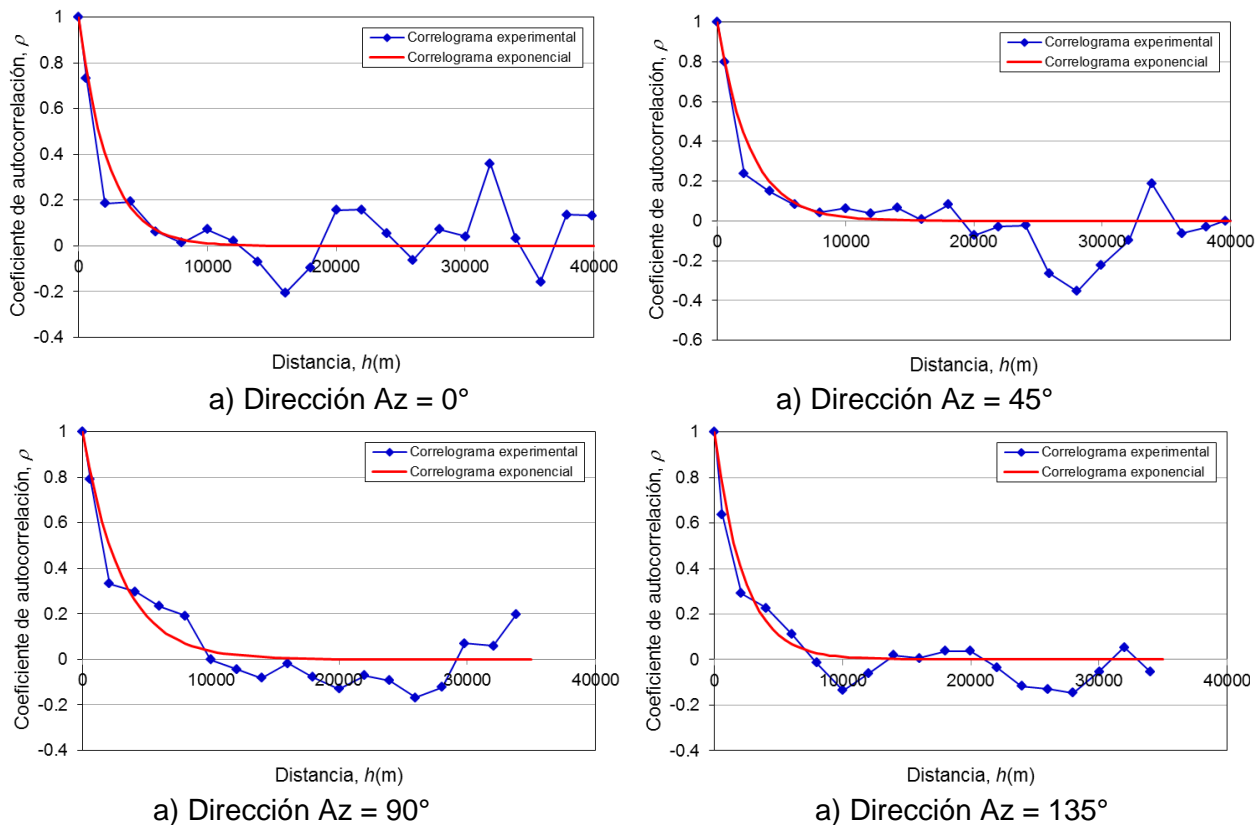 Coeficiente de autocorrelación, ρ
1
0.8
0.6
0.4
0.2
0
-0.2
-0.4
0
10000
20000
30000
40000
Correlograma experimental
Correlograma exponencial
Distancia, h(m)
a) Dirección Az = 0°
Coeficiente de autocorrelación, ρ
1
0.8
0.6
0.4
0.2
0
-0.2
-0.4
-0.6
0
10000
20000
30000
40000
Correlograma experimental
Correlograma exponencial
Distancia, h(m)
a) Dirección Az = 45°
Coeficiente de autocorrelación, ρ
1
0.8
0.6
0.4
0.2
0
-0.2
-0.4
0
10000
20000
30000
40000
Correlograma experimental
Correlograma exponencial
Distancia, h(m)
a) Dirección Az = 90°
Coeficiente de autocorrelación, ρ
1
0.8
0.6
0.4
0.2
0
-0.2
-0.4
0
10000
20000
30000
40000
Correlograma experimental
Correlograma exponencial
Distancia, h(m)
a) Dirección Az = 135°